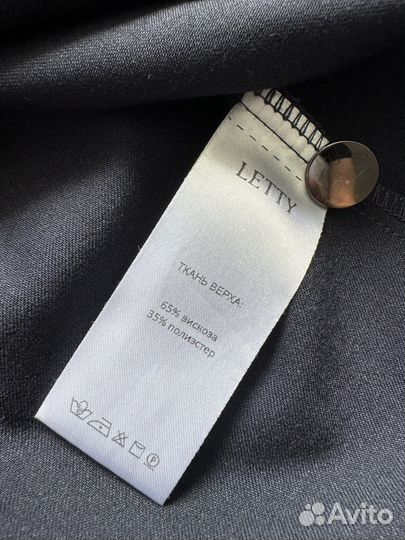 LETTY
ТКАНЬ ВЕРХА:
65% вискоза
35% полиэстер
P
Avito